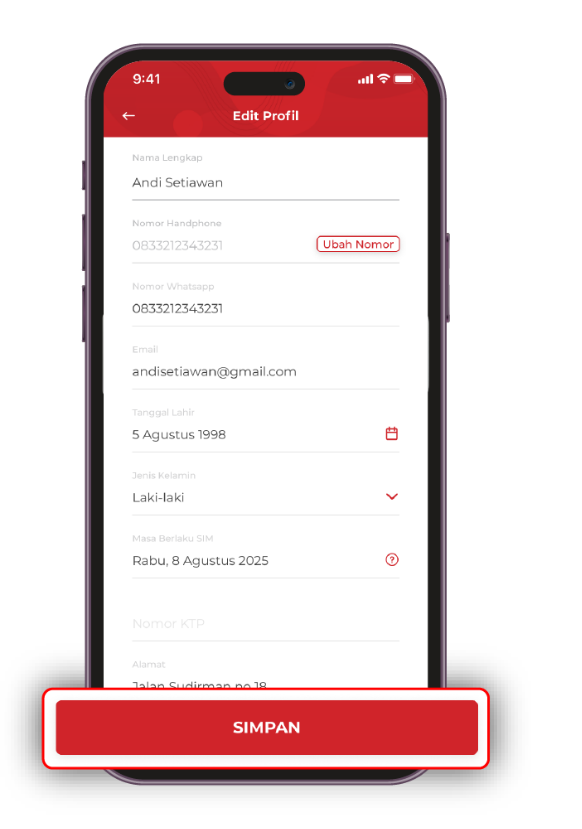 9:41
Edit Profil
Nama Lengkap
Andi Setiawan
Nomor Handphone
0833212343231
Ubah Nomor
Nomor Whatsapp
0833212343231
Email
andisetiawan@gmail.com
Tanggal Lahir
5 Agustus 1998
Jenis Kelamin
Laki-laki
Masa Berlaku SIM
Rabu, 8 Agustus 2025
Nomor KTP
Alamat
Jalan Sudirman no 18
SIMPAN